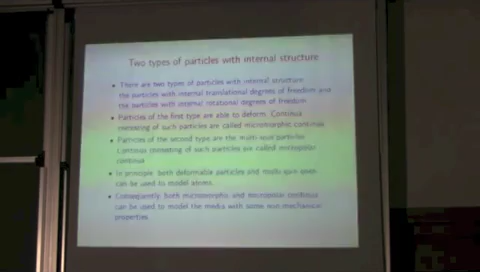 Two types of particles with internal structure
There are two types of particles with internal structure:
the particles with internal translational degrees of freedom and
the particles with internal rotational degrees of freedom.
Particles of the first type are able to deform. Continua
consisting of such particles are called micromorphic continua.
Particles of the second type are the multi-spin particles.
Continua consisting of such particles are called micropolar
continua.
In principle, both deformable particles and multi-spin ones
can be used to model atoms.
Consequently, both micromorphic and micropolar continua
can be used to model the media with some non-mechanical
properties.